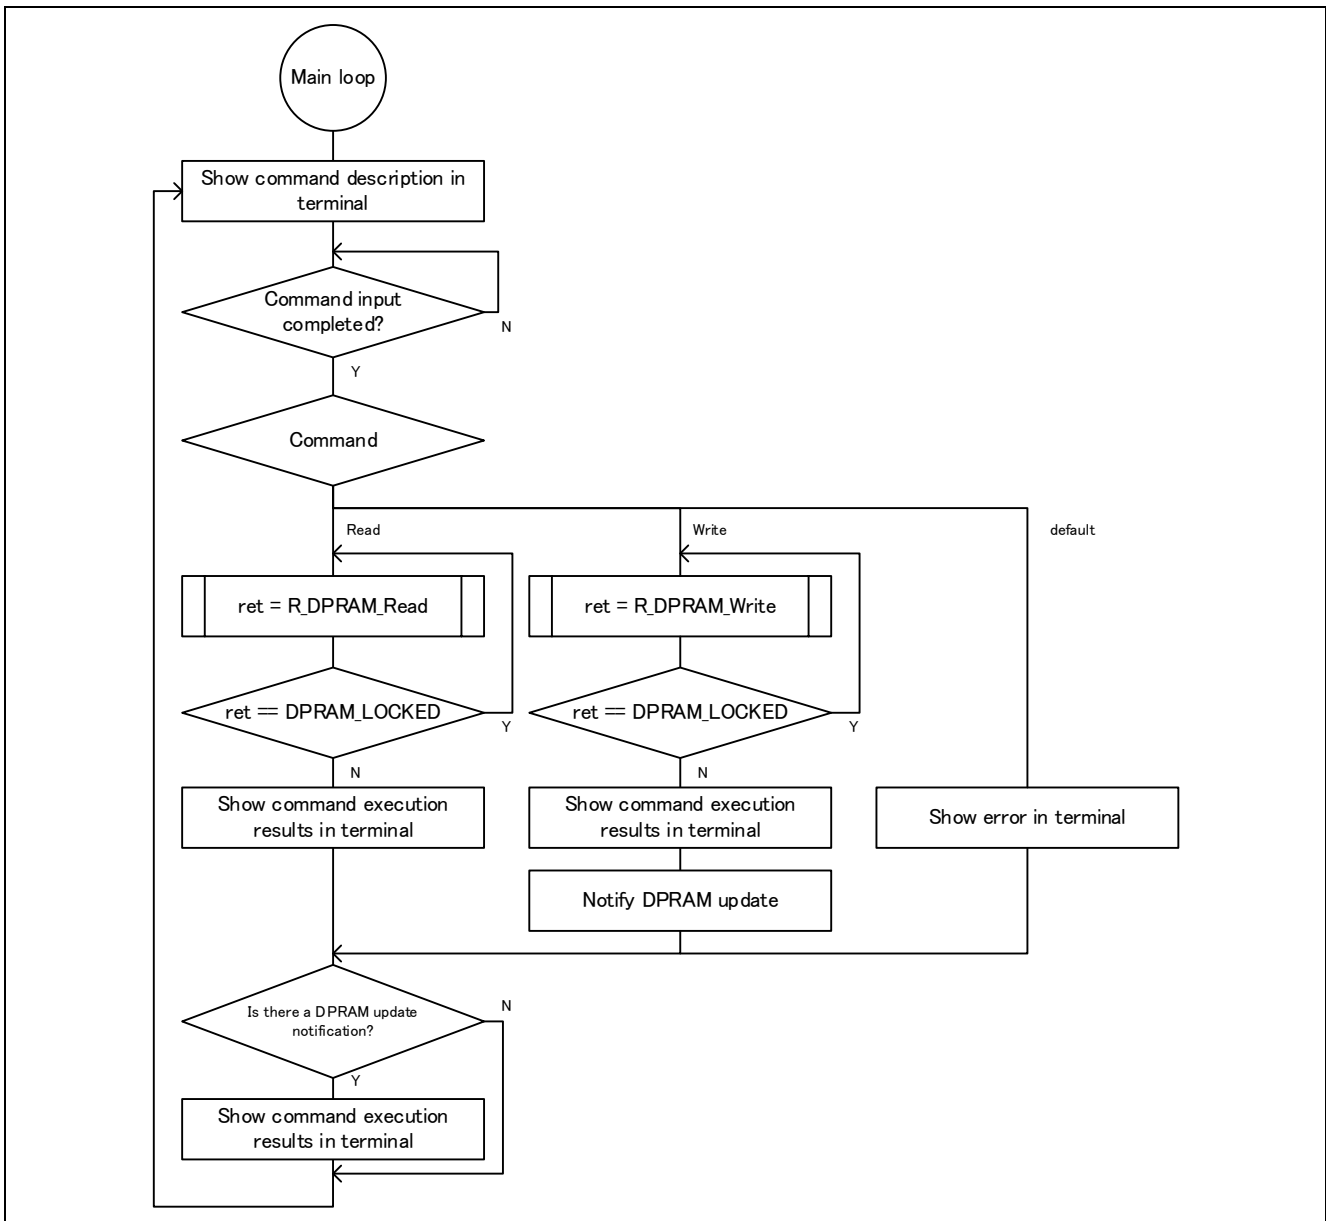 Main loop
Show command description in
terminal
Command input
completed?
N
Y
Command
Read
Write
default
ret = R_DPRAM_Read
ret = R_DPRAM_Write
ret == DPRAM_LOCKED
Y
ret == DPRAM_LOCKED
Y
N
N
Show command execution
results in terminal
Show command execution
results in terminal
Show error in terminal
Notify DPRAM update
Is there a DPRAM update
notification?
N
Y
Show command execution
results in terminal